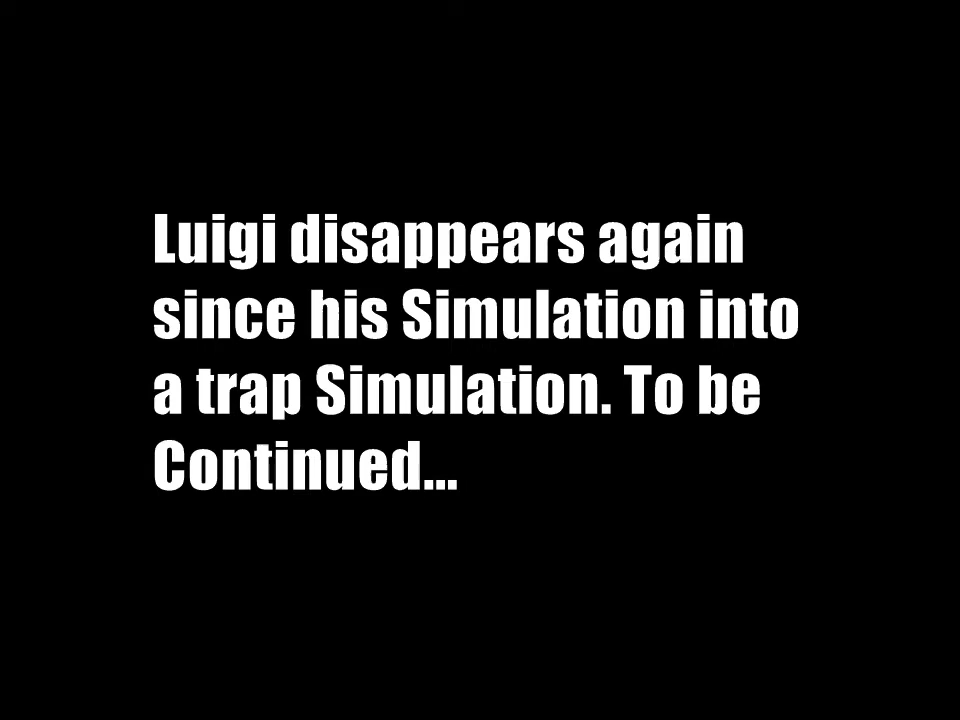 Luigi disappears again
since his Simulation into
a trap Simulation. To be
Continued...